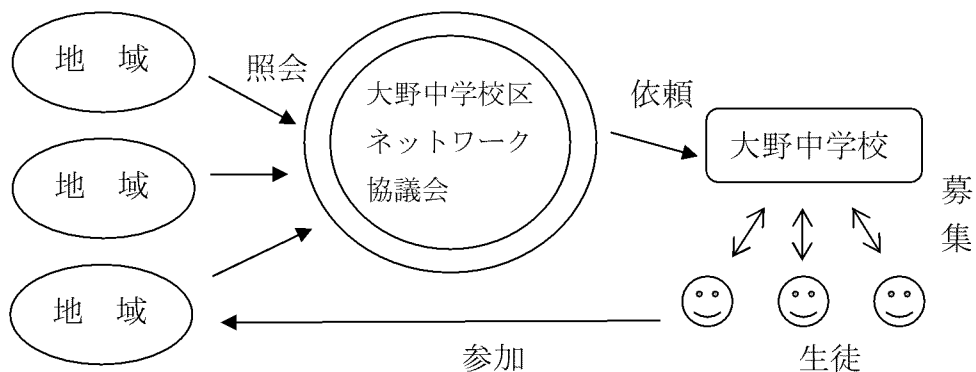 地　域
照会
大野中学校区
ネットワーク
協議会
依頼
大野中学校
地　域
募
集
地　域
参加
生徒